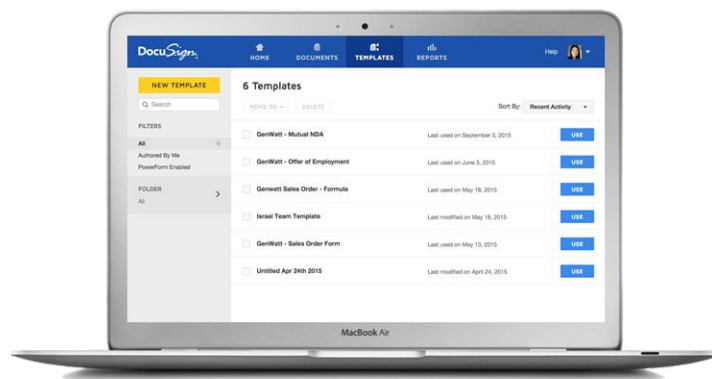 DocuSign
HOME
DOCUMENTS
TEMPLATES
REPORTS
Help
NEW TEMPLATE
Search
FILTERS
All 6
Authored By Me
PowerForm Enabled
FOLDER
All
6 Templates
MOVE TO
DELETE
Sort By: Recent Activity
GenWatt - Mutual NDA Last used on September 3, 2015 USE
GenWatt - Offer of Employment Last used on June 3, 2015 USE
Genwatt Sales Order - Formula Last used on May 18, 2015 USE
Israel Team Template Last modified on May 18, 2015 USE
GenWatt - Sales Order Form Last used on May 13, 2015 USE
Untitled Apr 24th 2015 Last modified on April 24, 2015 USE
MacBook Air